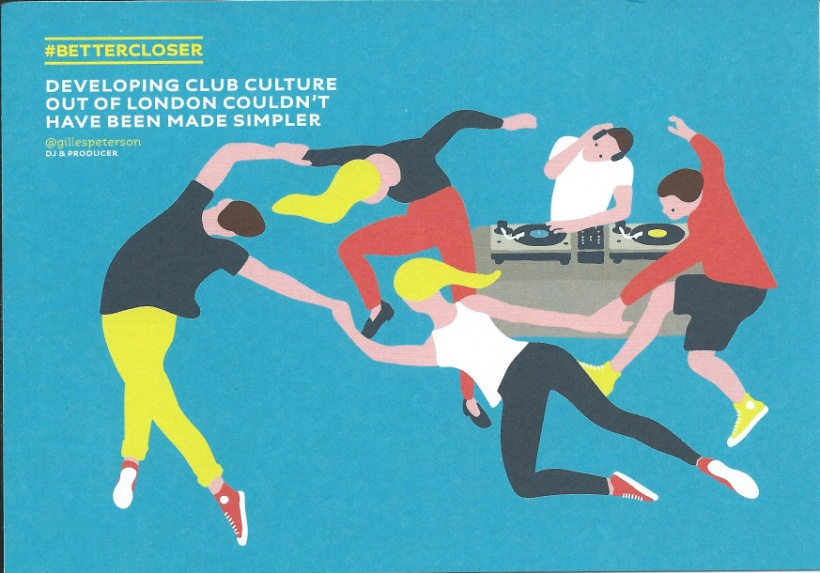 #BETTERCLOSER
DEVELOPING CLUB CULTURE
OUT OF LONDON COULDN'T
HAVE BEEN MADE SIMPLER
@gillespeterson
DJ & PRODUCER